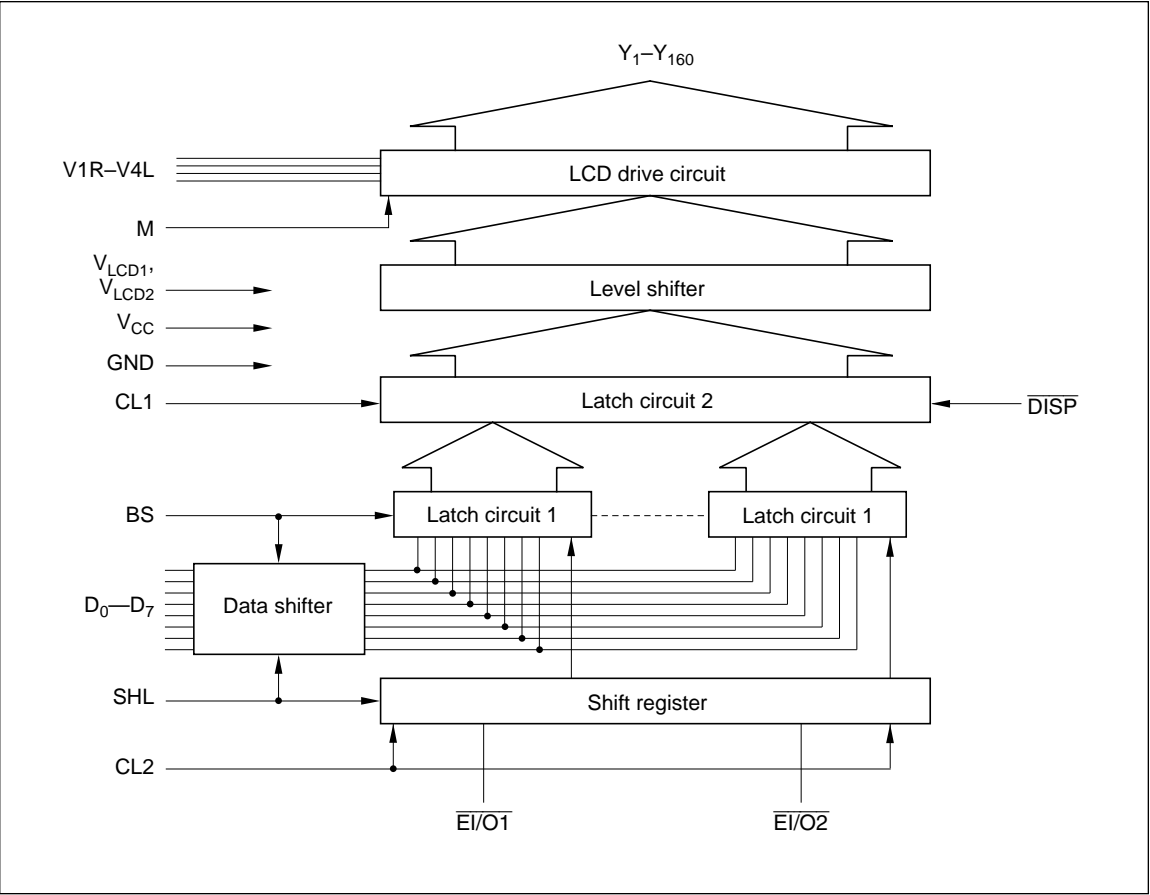 Y1–Y160
V1R–V4L
LCD drive circuit
M
VLCD1,
VLCD2
Level shifter
VCC
GND
CL1
Latch circuit 2
DISP
BS
Latch circuit 1
Latch circuit 1
D0—D7
Data shifter
SHL
Shift register
CL2
EI/O1
EI/O2